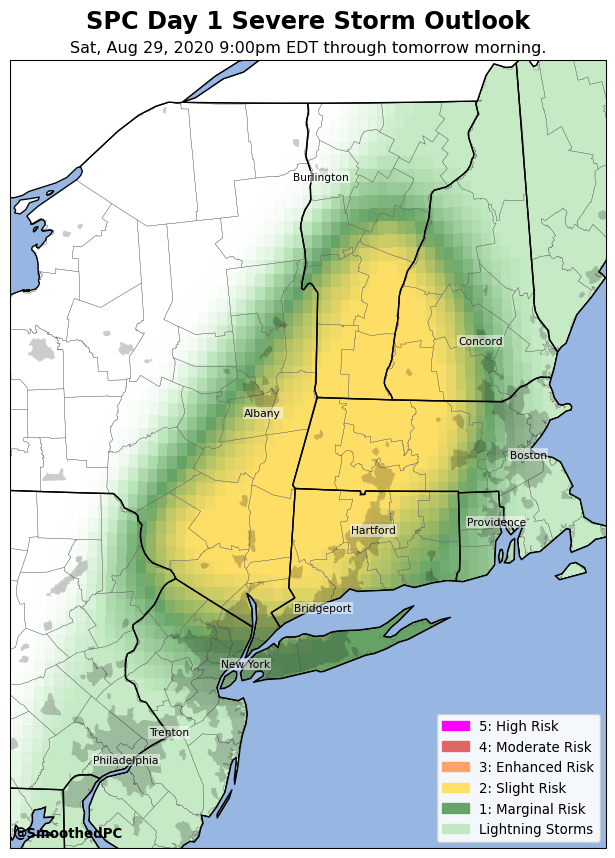 SPC Day 1 Severe Storm Outlook
Sat, Aug 29, 2020 9:00pm EDT through tomorrow morning.
Burlington
Concord
Albany
Boston
Providence
Hartford
Bridgeport
New York
Trenton
Philadelphia
5: High Risk
4: Moderate Risk
3: Enhanced Risk
2: Slight Risk
1: Marginal Risk
Lightning Storms
@SmoothedPC